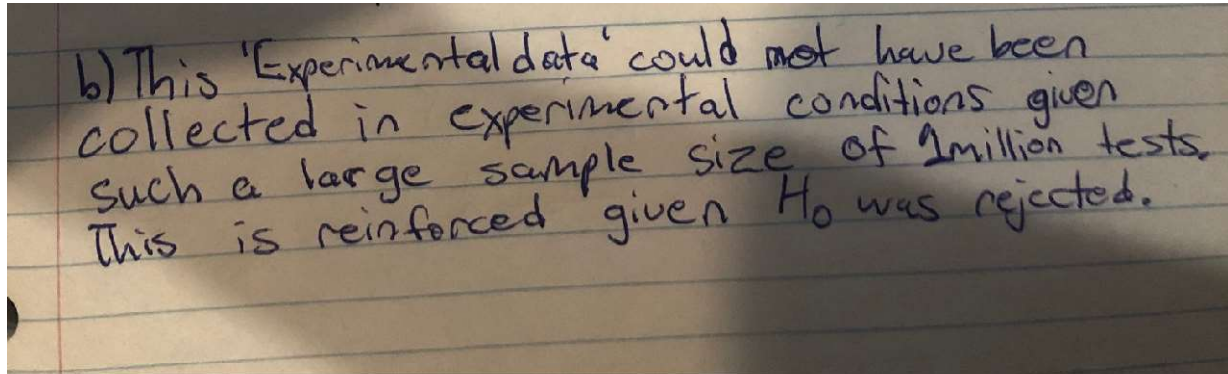 b) This 'Experimental data' could not have been
collected in experimental conditions given
such a large sample size of 1million tests.
This is reinforced given H₀ was rejected.